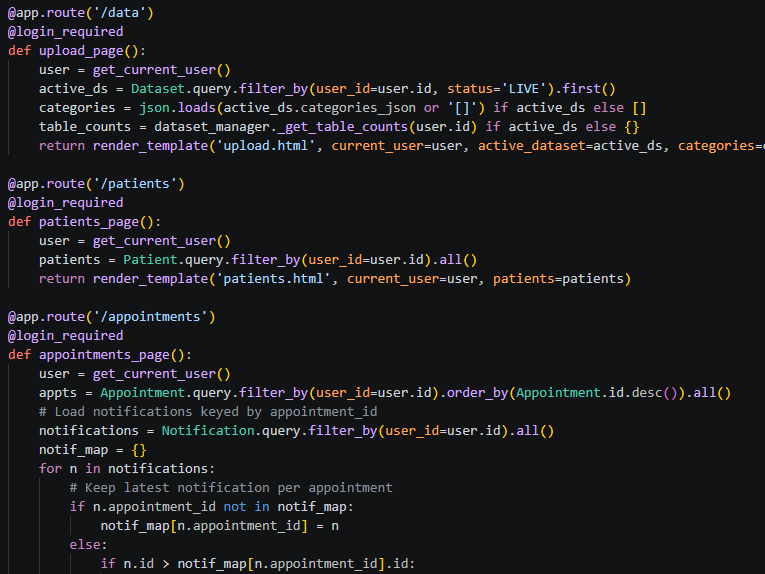 @app.route('/data')
@login_required
def upload_page():
    user = get_current_user()
    active_ds = Dataset.query.filter_by(user_id=user.id, status='LIVE').first()
    categories = json.loads(active_ds.categories_json or '[]') if active_ds else []
    table_counts = dataset_manager._get_table_counts(user.id) if active_ds else {}
    return render_template('upload.html', current_user=user, active_dataset=active_ds, categories=

@app.route('/patients')
@login_required
def patients_page():
    user = get_current_user()
    patients = Patient.query.filter_by(user_id=user.id).all()
    return render_template('patients.html', current_user=user, patients=patients)

@app.route('/appointments')
@login_required
def appointments_page():
    user = get_current_user()
    appts = Appointment.query.filter_by(user_id=user.id).order_by(Appointment.id.desc()).all()
    # Load notifications keyed by appointment_id
    notifications = Notification.query.filter_by(user_id=user.id).all()
    notif_map = {}
    for n in notifications:
        # Keep latest notification per appointment
        if n.appointment_id not in notif_map:
            notif_map[n.appointment_id] = n
        else:
            if n.id > notif_map[n.appointment_id].id: